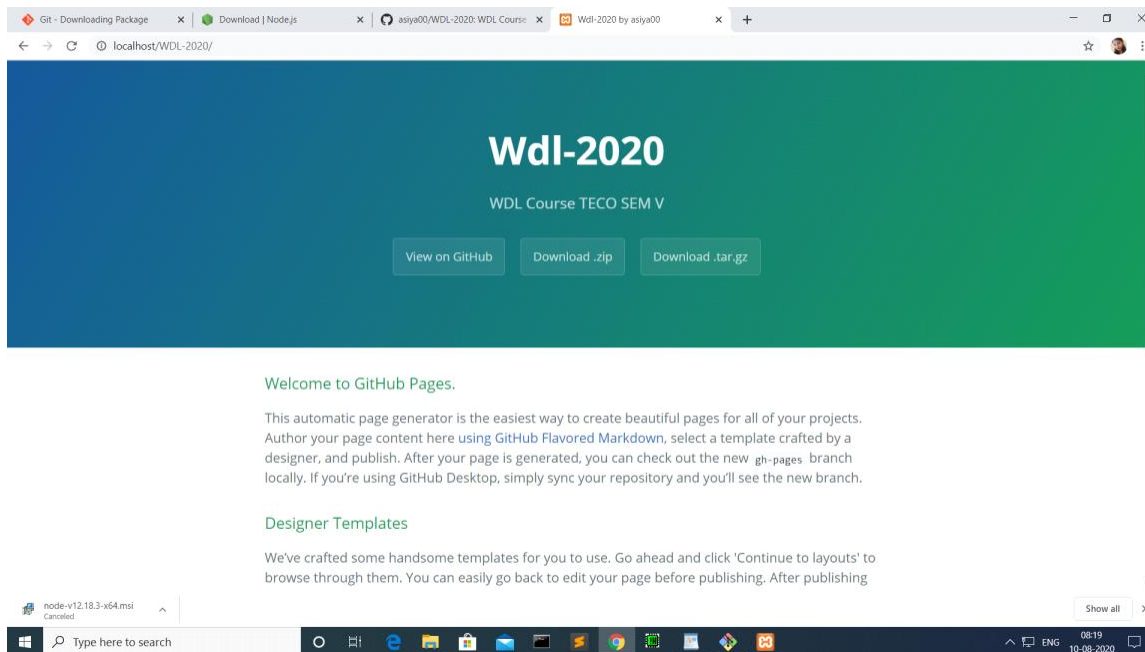 Git - Downloading Package
Download | Node.js
asiya00/WDL-2020: WDL Course
Wdl-2020 by asiya00
localhost/WDL-2020/
Wdl-2020
WDL Course TECO SEM V
View on GitHub
Download .zip
Download .tar.gz
Welcome to GitHub Pages.
This automatic page generator is the easiest way to create beautiful pages for all of your projects.
Author your page content here using GitHub Flavored Markdown, select a template crafted by a
designer, and publish. After your page is generated, you can check out the new gh-pages branch
locally. If you're using GitHub Desktop, simply sync your repository and you'll see the new branch.
Designer Templates
We've crafted some handsome templates for you to use. Go ahead and click 'Continue to layouts' to
browse through them. You can easily go back to edit your page before publishing. After publishing
node-v12.18.3-x64.msi
Canceled
Show all
Type here to search
ENG
08:19
10-08-2020